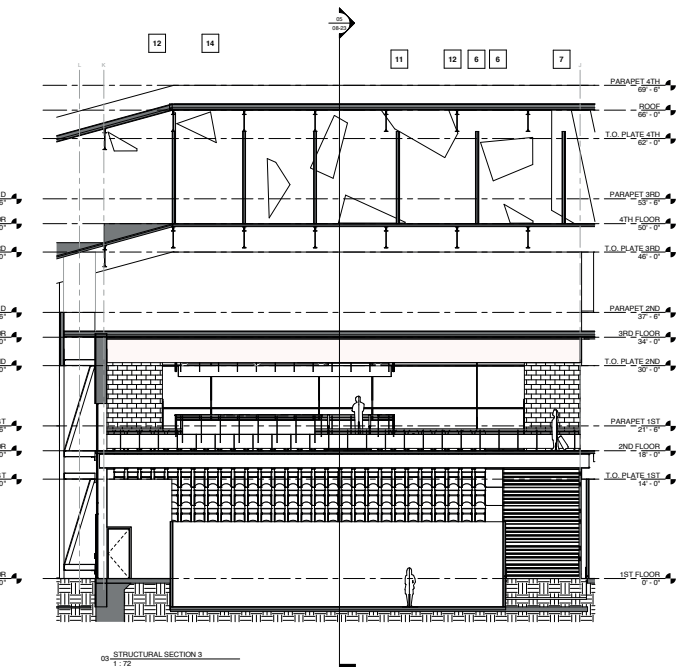 05
08-23
12
14
11
12
6
6
7
L
K
PARAPET 4TH
69' - 6"
ROOF
66' - 0"
T.O. PLATE 4TH
62' - 0"
PARAPET 3RD
53' - 6"
4TH FLOOR
50' - 0"
T.O. PLATE 3RD
46' - 0"
PARAPET 2ND
37' - 6"
3RD FLOOR
34' - 0"
T.O. PLATE 2ND
30' - 0"
PARAPET 1ST
21' - 6"
2ND FLOOR
18' - 0"
T.O. PLATE 1ST
14' - 0"
1ST FLOOR
0' - 0"
03 STRUCTURAL SECTION 3
1 : 72